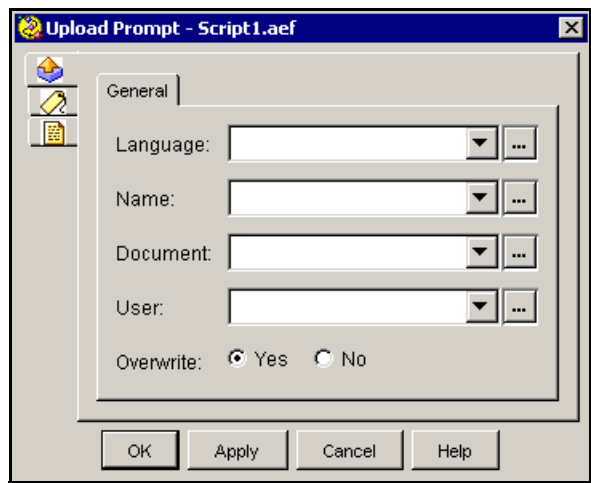 Upload Prompt - Script1.aef
General
Language:
...
Name:
...
Document:
...
User:
...
Overwrite: Yes No
OK Apply Cancel Help